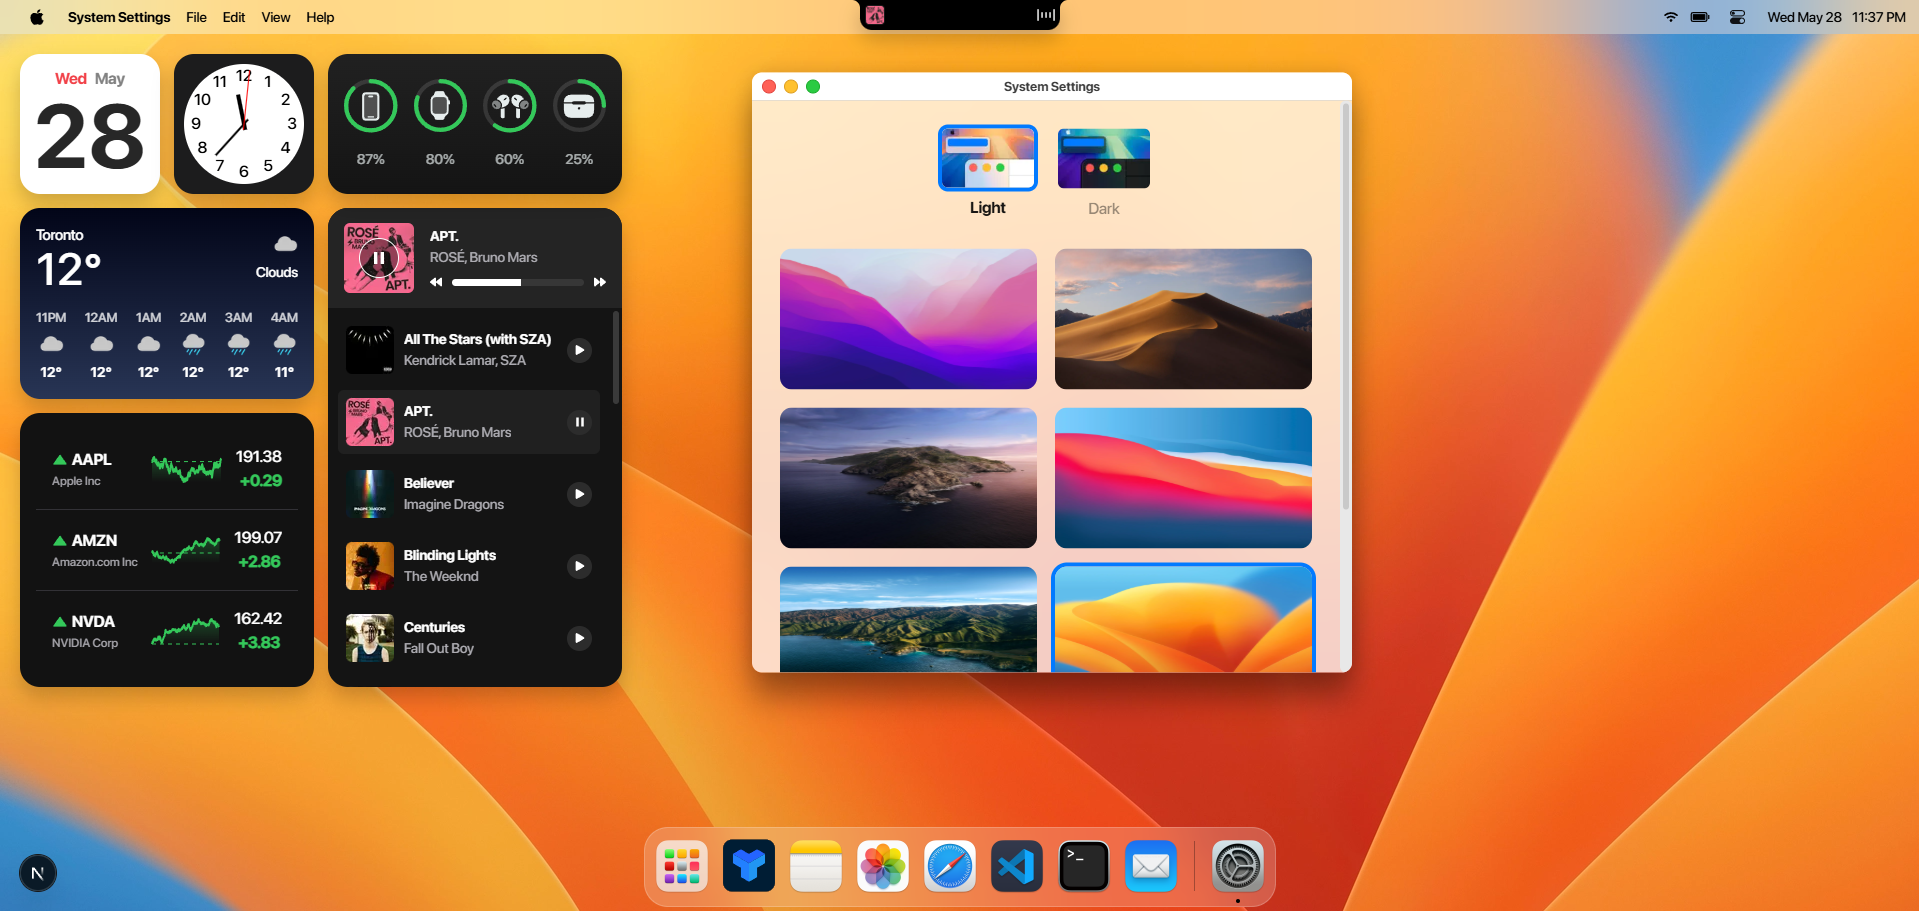 System Settings File Edit View Help
Wed May 28 11:37 PM
Wed May
28
12
1
2
3
4
5
6
7
8
9
10
11
87% 80% 60% 25%
Toronto
12°
Clouds
11PM 12AM 1AM 2AM 3AM 4AM
12° 12° 12° 12° 12° 11°
AAPL 191.38
Apple Inc +0.29
AMZN 199.07
Amazon.com Inc +2.86
NVDA 162.42
NVIDIA Corp +3.83
ROSÉ
APT.
APT.
ROSÉ, Bruno Mars
All The Stars (with SZA)
Kendrick Lamar, SZA
ROSÉ
APT.
APT.
ROSÉ, Bruno Mars
Believer
Imagine Dragons
Blinding Lights
The Weeknd
Centuries
Fall Out Boy
System Settings
Light Dark
N
>_